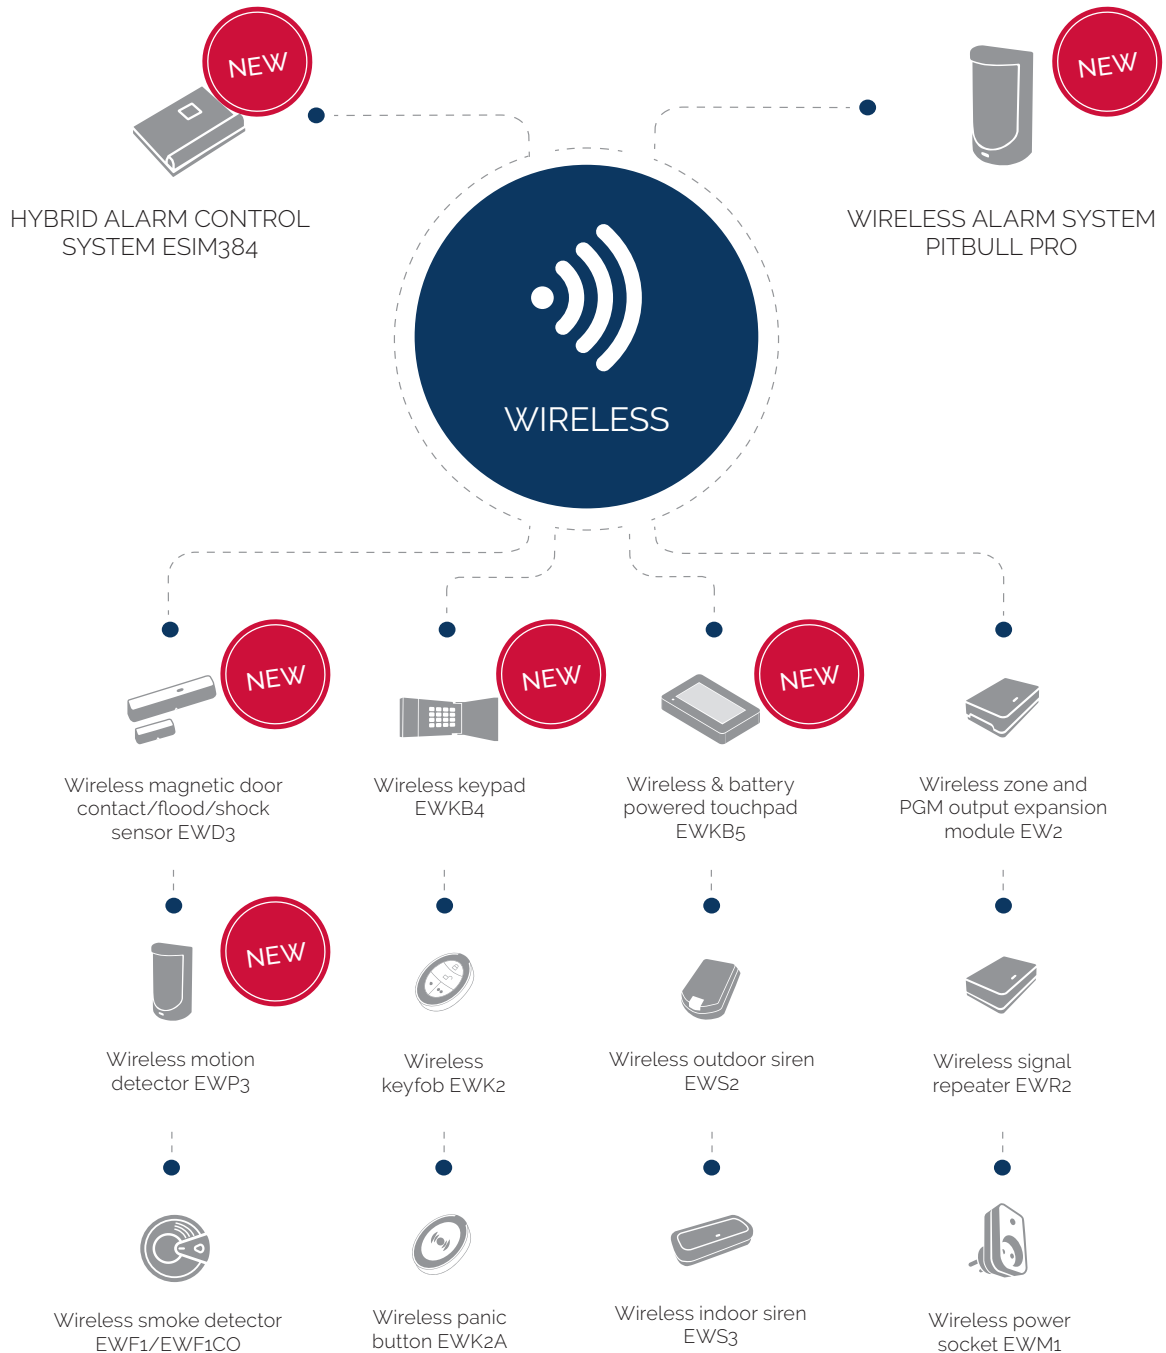 NEW
NEW
HYBRID ALARM CONTROL
SYSTEM ESIM384
WIRELESS ALARM SYSTEM
PITBULL PRO
WIRELESS
NEW
NEW
NEW
Wireless magnetic door
contact/flood/shock
sensor EWD3
Wireless keypad
EWKB4
Wireless & battery
powered touchpad
EWKB5
Wireless zone and
PGM output expansion
module EW2
NEW
Wireless motion
detector EWP3
Wireless
keyfob EWK2
Wireless outdoor siren
EWS2
Wireless signal
repeater EWR2
Wireless smoke detector
EWF1/EWF1CO
Wireless panic
button EWK2A
Wireless indoor siren
EWS3
Wireless power
socket EWM1